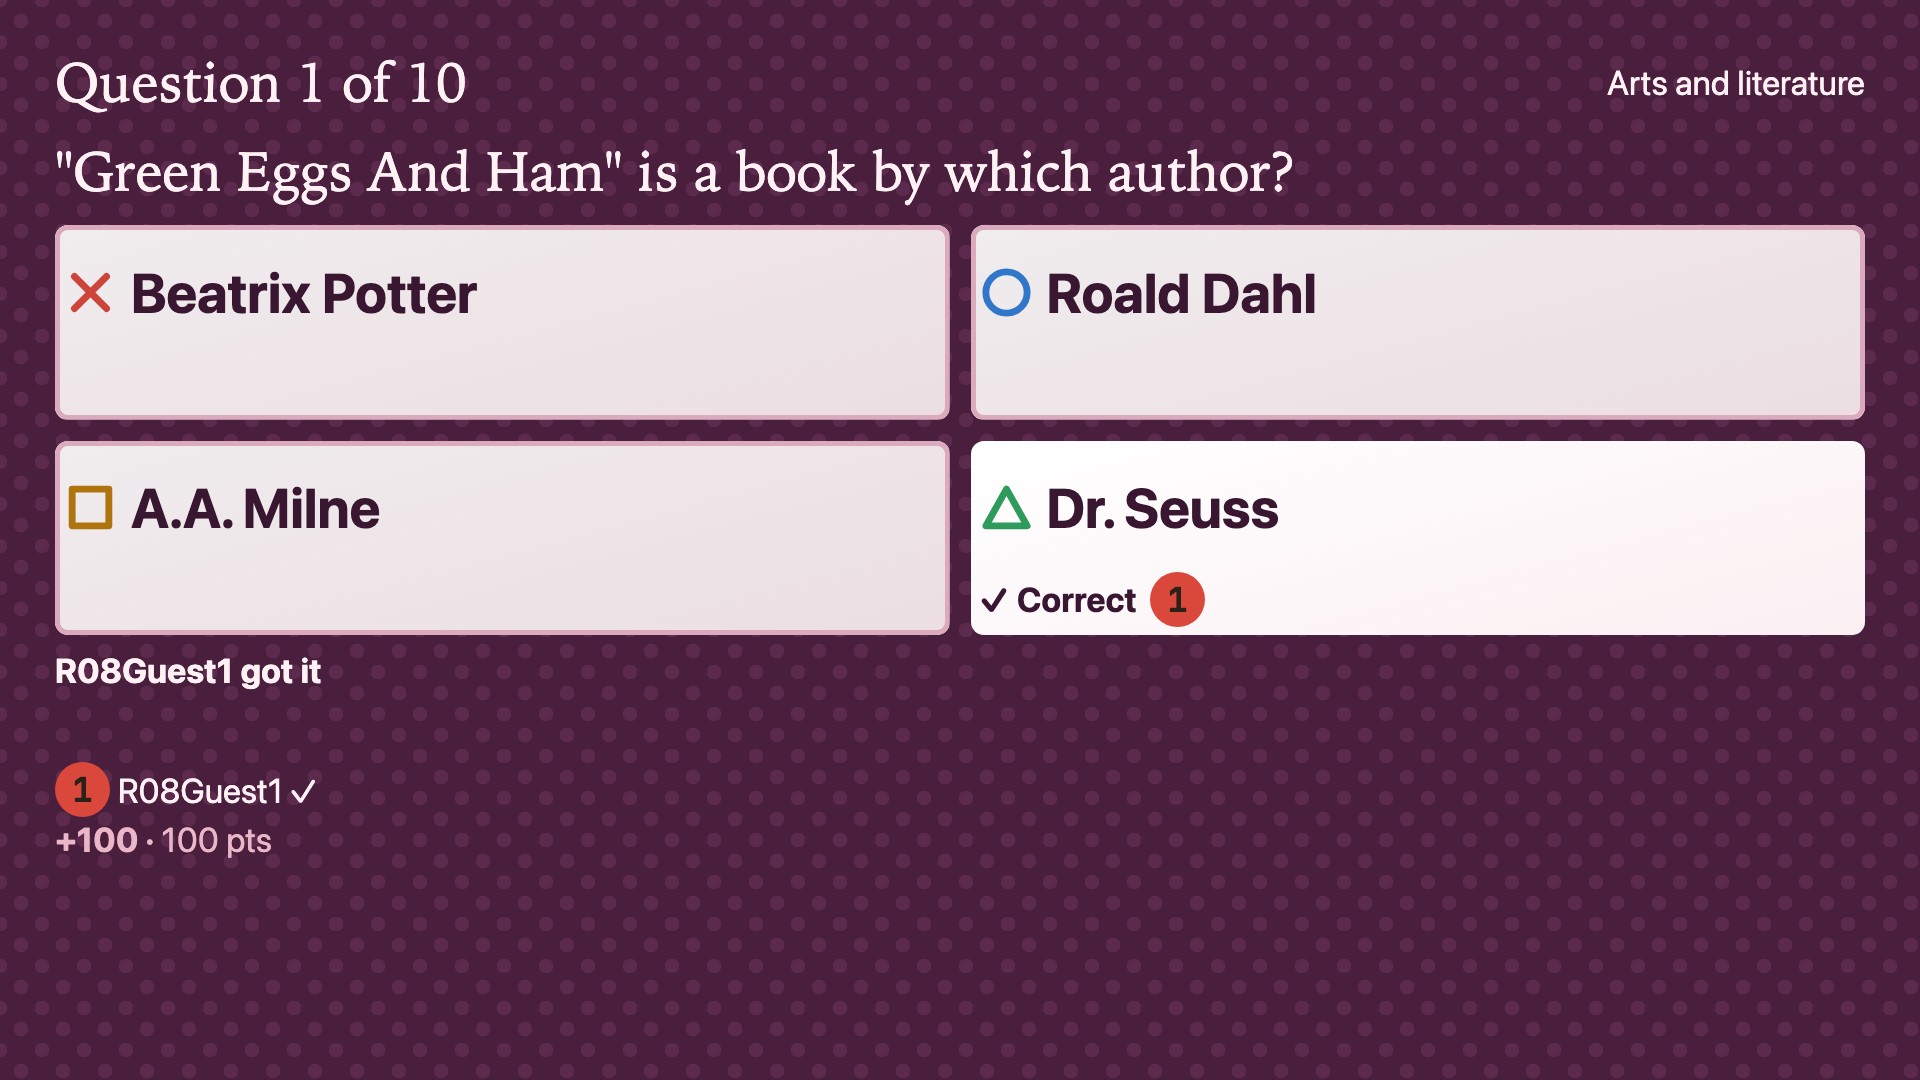 Question 1 of 10
Arts and literature
"Green Eggs And Ham" is a book by which author?
Beatrix Potter
Roald Dahl
A.A. Milne
Dr. Seuss
✓ Correct 1
R08Guest1 got it
1 R08Guest1 ✓
+100 · 100 pts